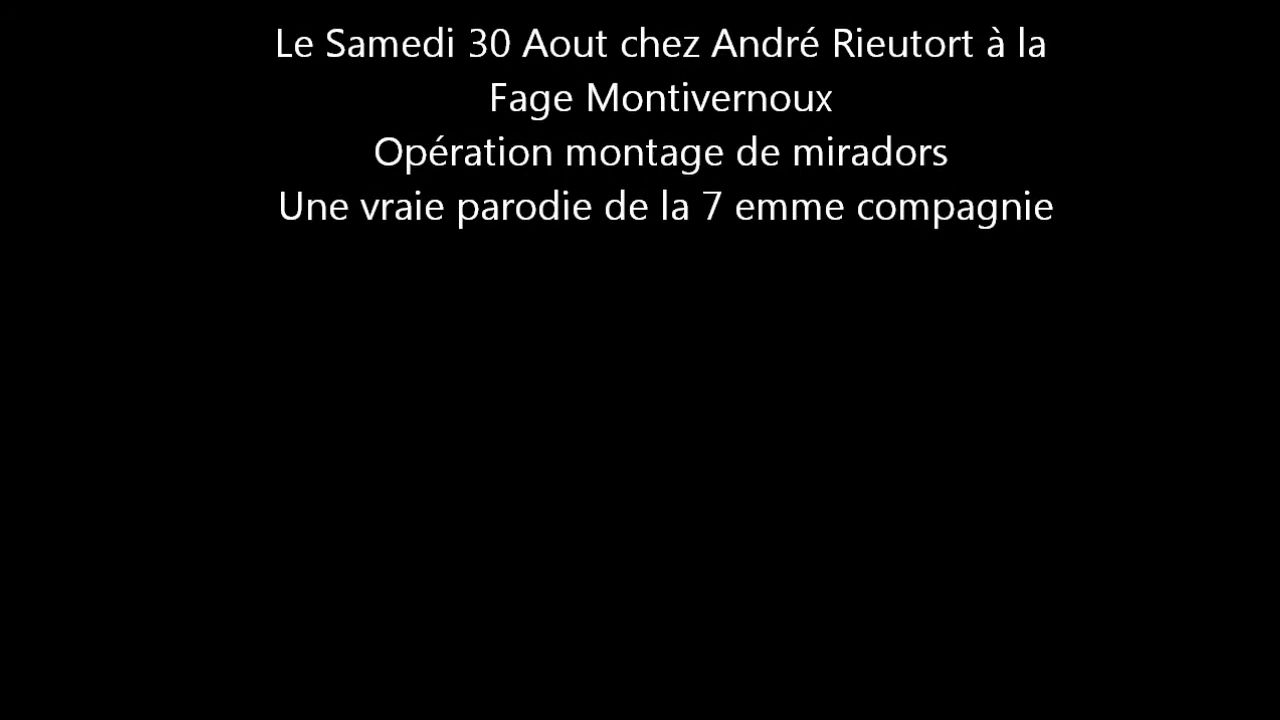 Le Samedi 30 Aout chez André Rieutort à la
Fage Montivernoux
Opération montage de miradors
Une vraie parodie de la 7 emme compagnie